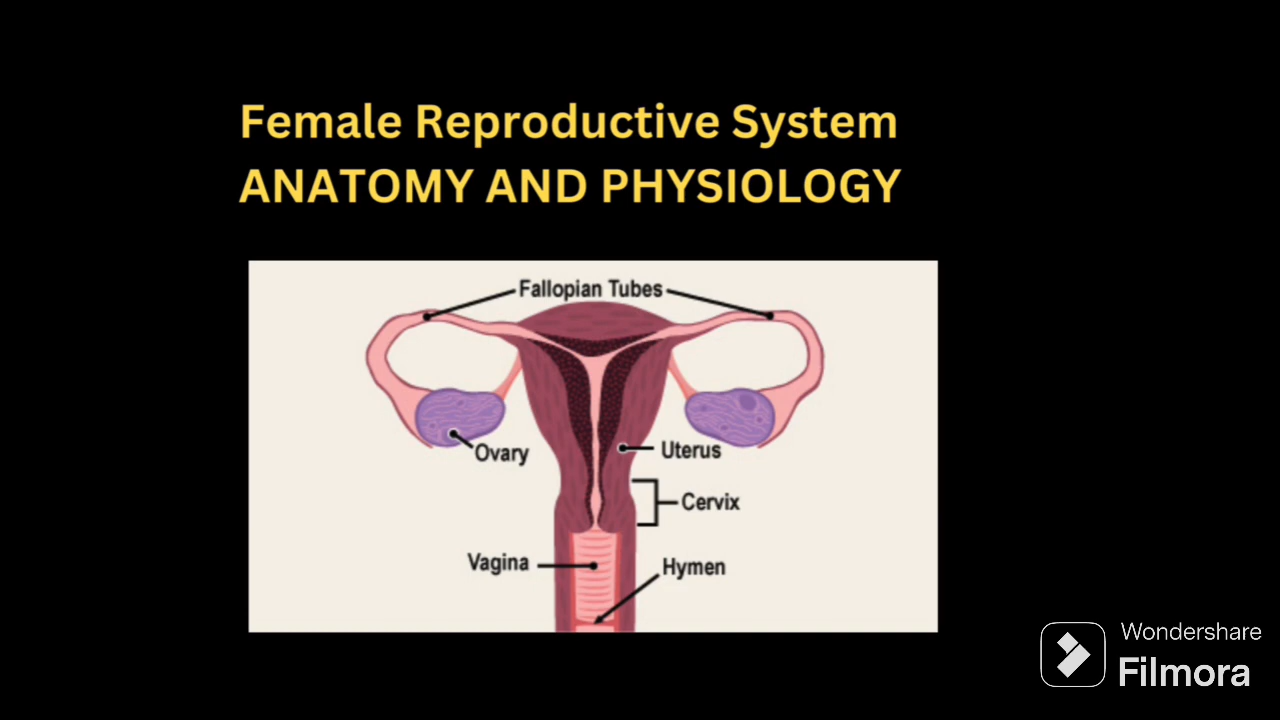 Female Reproductive System
ANATOMY AND PHYSIOLOGY
Fallopian Tubes
Ovary
Uterus
Cervix
Vagina
Hymen
Wondershare
Filmora